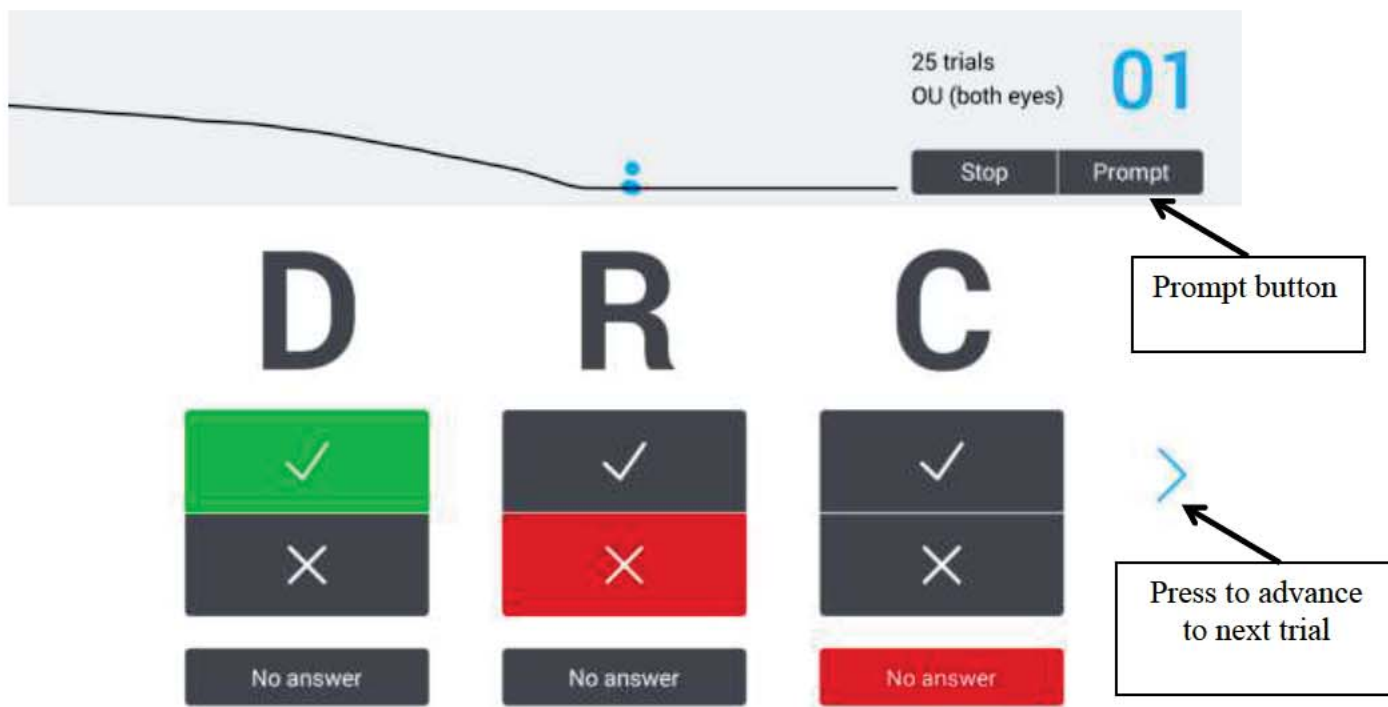 25 trials
OU (both eyes)
01
Stop Prompt
Prompt button
D R C
No answer No answer No answer
Press to advance
to next trial